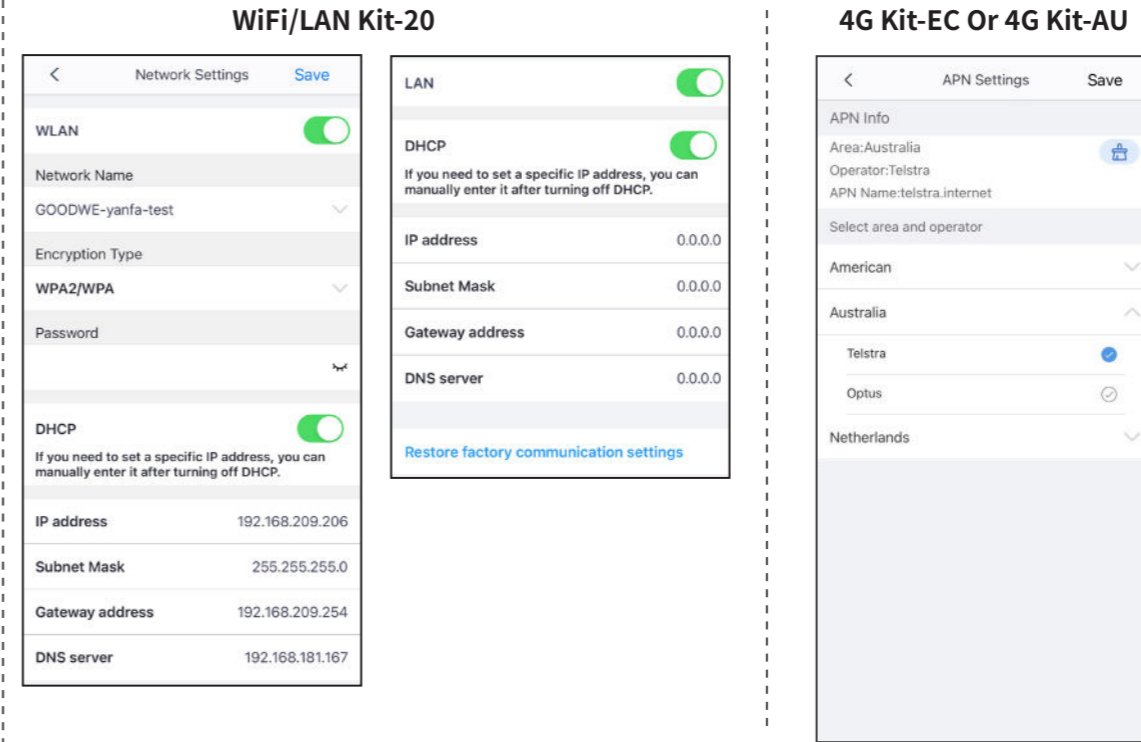 WiFi/LAN Kit-20
Network Settings
Save
WLAN
Network Name
GOODWE-yanfa-test
Encryption Type
WPA2/WPA
Password
DHCP
If you need to set a specific IP address, you can
manually enter it after turning off DHCP.
IP address 192.168.209.206
Subnet Mask 255.255.255.0
Gateway address 192.168.209.254
DNS server 192.168.181.167
LAN
DHCP
If you need to set a specific IP address, you can
manually enter it after turning off DHCP.
IP address 0.0.0.0
Subnet Mask 0.0.0.0
Gateway address 0.0.0.0
DNS server 0.0.0.0
Restore factory communication settings
4G Kit-EC Or 4G Kit-AU
APN Settings
Save
APN Info
Area:Australia
Operator:Telstra
APN Name:telstra.internet
Select area and operator
American
Australia
Telstra
Optus
Netherlands